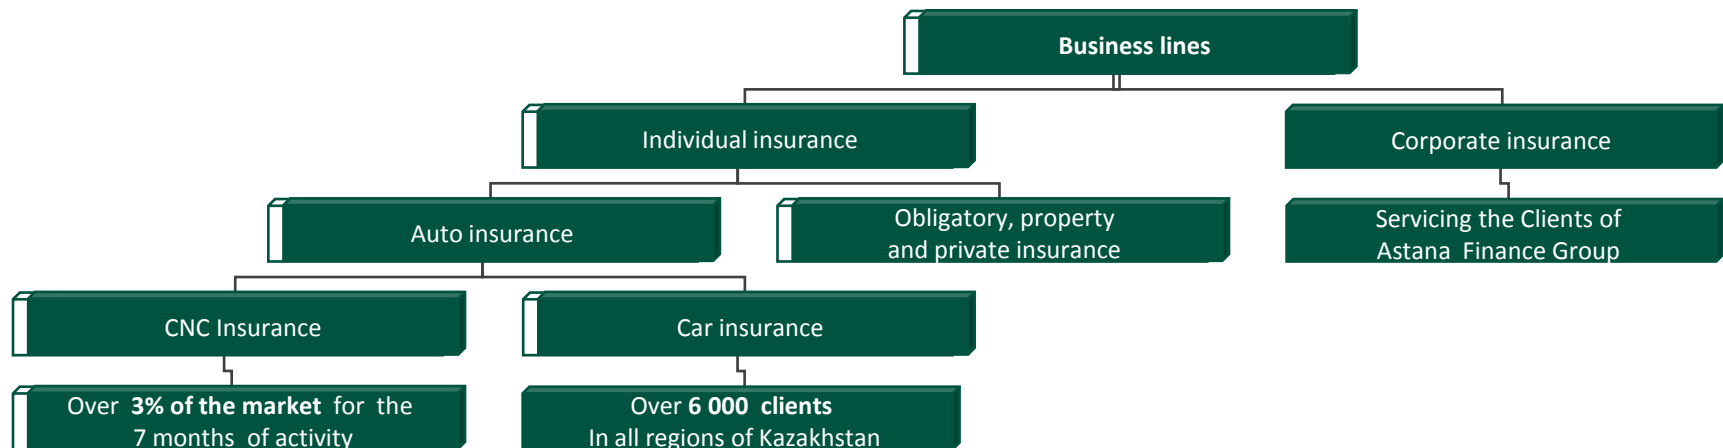 Business lines
Individual insurance
Corporate insurance
Auto insurance
Obligatory, property
and private insurance
Servicing the Clients of
Astana Finance Group
CNC Insurance
Car insurance
Over 3% of the market for the
7 months of activity
Over 6 000 clients
In all regions of Kazakhstan